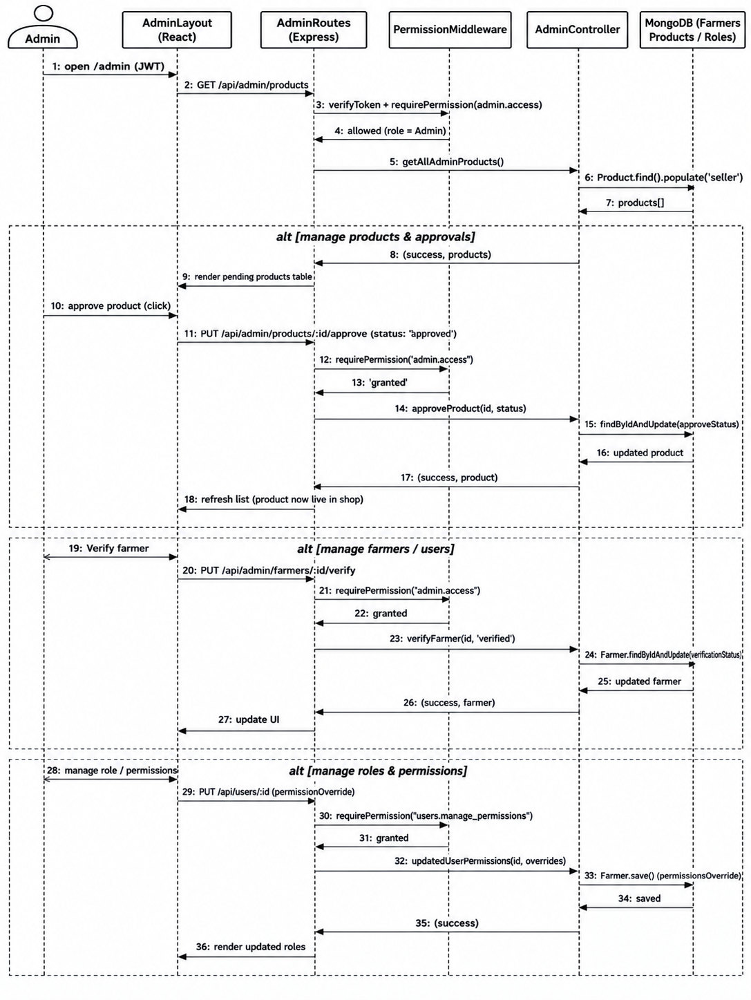 Admin
AdminLayout
(React)
AdminRoutes
(Express)
PermissionMiddleware
AdminController
MongoDB (Farmers
Products / Roles)
1: open /admin (JWT)
2: GET /api/admin/products
3: verifyToken + requirePermission(admin.access)
4: allowed (role = Admin)
5: getAllAdminProducts()
6: Product.find().populate('seller')
7: products[]
alt [manage products & approvals]
8: (success, products)
9: render pending products table
10: approve product (click)
11: PUT /api/admin/products/:id/approve (status: "approved')
12: requirePermission("admin.access")
13: 'granted'
14: approveProduct(id, status)
15: findByIdAndUpdate(approveStatus)
16: updated product
17: (success, product)
18: refresh list (product now live in shop)
alt [manage farmers / users]
19: Verify farmer
20: PUT /api/admin/farmers/:id/verify
21: requirePermission("admin.access")
22: granted
23: verifyFarmer(id, 'verified')
24: Farmer.findByIdAndUpdate(verificationStatus)
25: updated farmer
26: (success, farmer)
27: update UI
alt [manage roles & permissions]
28: manage role / permissions
29: PUT /api/users/:id (permissionOverride)
30: requirePermission("users.manage_permissions")
31: granted
32: updatedUserPermissions(id, overrides)
33: Farmer.save() (permissionsOverride)
34: saved
35: (success)
36: render updated roles